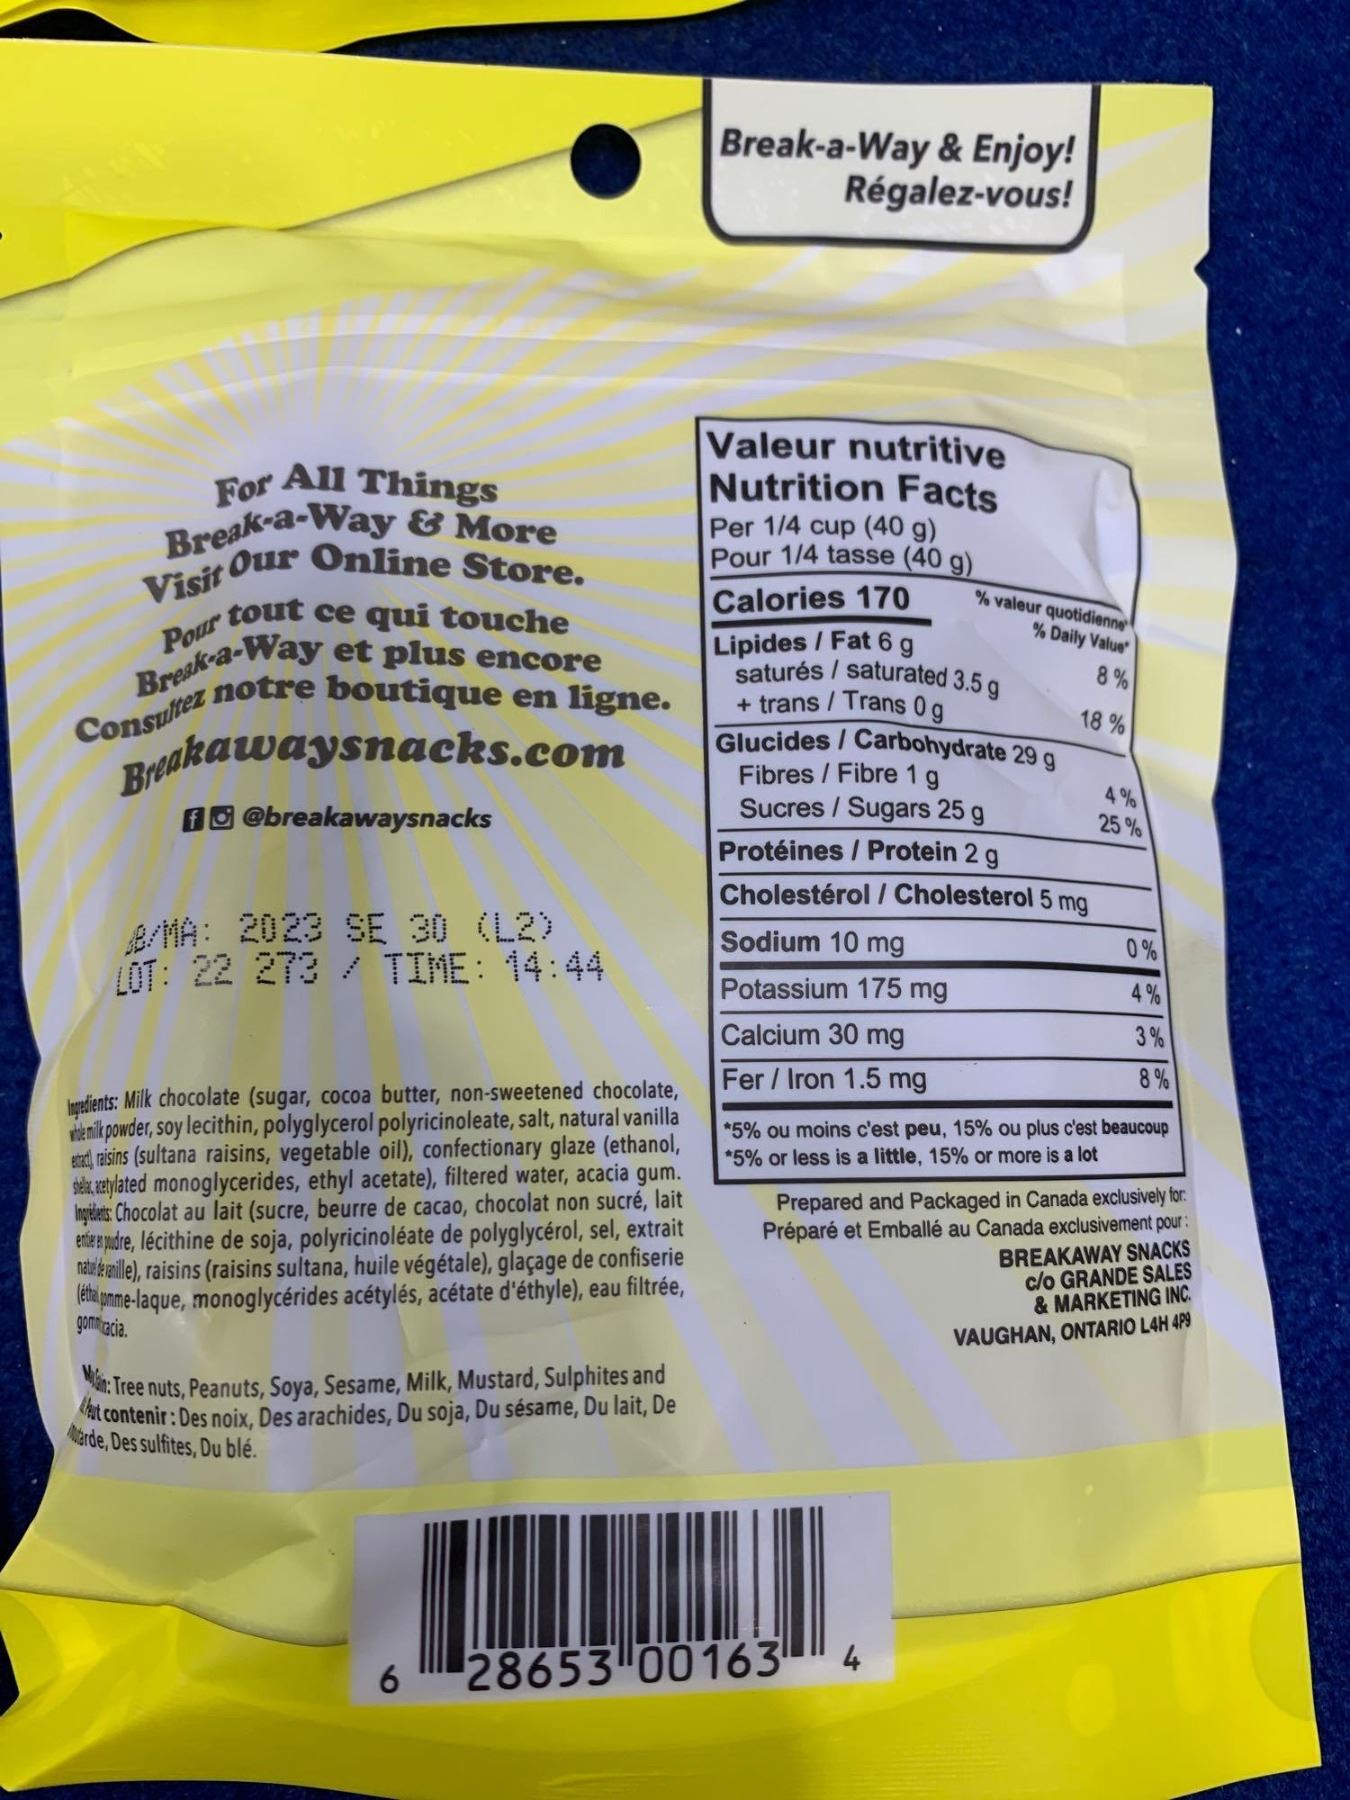 Break-a-Way & Enjoy!
Régalez-vous!
For All Things
Break-a-Way & More
Visit Our Online Store.
Pour tout ce qui touche
Break-a-Way et plus encore
Consultez notre boutique en ligne.
Breakawaysnacks.com
@breakawaysnacks
BB/MA: 2023 SE 30 (L2)
LOT: 22 273 / TIME: 14:44
Ingredients: Milk chocolate (sugar, cocoa butter, non-sweetened chocolate,
whole milk powder, soy lecithin, polyglycerol polyricinoleate, salt, natural vanilla
extract), raisins (sultana raisins, vegetable oil), confectionary glaze (ethanol,
shellac, acetylated monoglycerides, ethyl acetate), filtered water, acacia gum.
Ingrédients: Chocolat au lait (sucre, beurre de cacao, chocolat non sucré, lait
entier en poudre, lécithine de soja, polyricinoléate de polyglycérol, sel, extrait
naturel de vanille), raisins (raisins sultana, huile végétale), glaçage de confiserie
gomme-laque, monoglycérides acétylés, acétate d'éthyle), eau filtrée,
Tree nuts, Peanuts, Soya, Sesame, Milk, Mustard, Sulphites and
contenir : Des noix, Des arachides, Du soja, Du sésame, Du lait, De
Des sulfites, Du blé.
Valeur nutritive
Nutrition Facts
Per 1/4 cup (40 g)
Pour 1/4 tasse (40 g)
Calories 170
% valeur quotidienne*
% Daily Value*
Lipides / Fat 6 g 8 %
saturés / saturated 3.5 g
+ trans / Trans 0 g 18 %
Glucides / Carbohydrate 29 g
Fibres / Fibre 1 g 4 %
Sucres / Sugars 25 g 25 %
Protéines / Protein 2 g
Cholestérol / Cholesterol 5 mg
Sodium 10 mg 0 %
Potassium 175 mg 4 %
Calcium 30 mg 3 %
Fer / Iron 1.5 mg 8 %
*5% ou moins c'est peu, 15% ou plus c'est beaucoup
*5% or less is a little, 15% or more is a lot
Prepared and Packaged in Canada exclusively for:
Préparé et Emballé au Canada exclusivement pour :
BREAKAWAY SNACKS
c/o GRANDE SALES
& MARKETING INC.
VAUGHAN, ONTARIO L4H 4P9
6 28653 00163 4